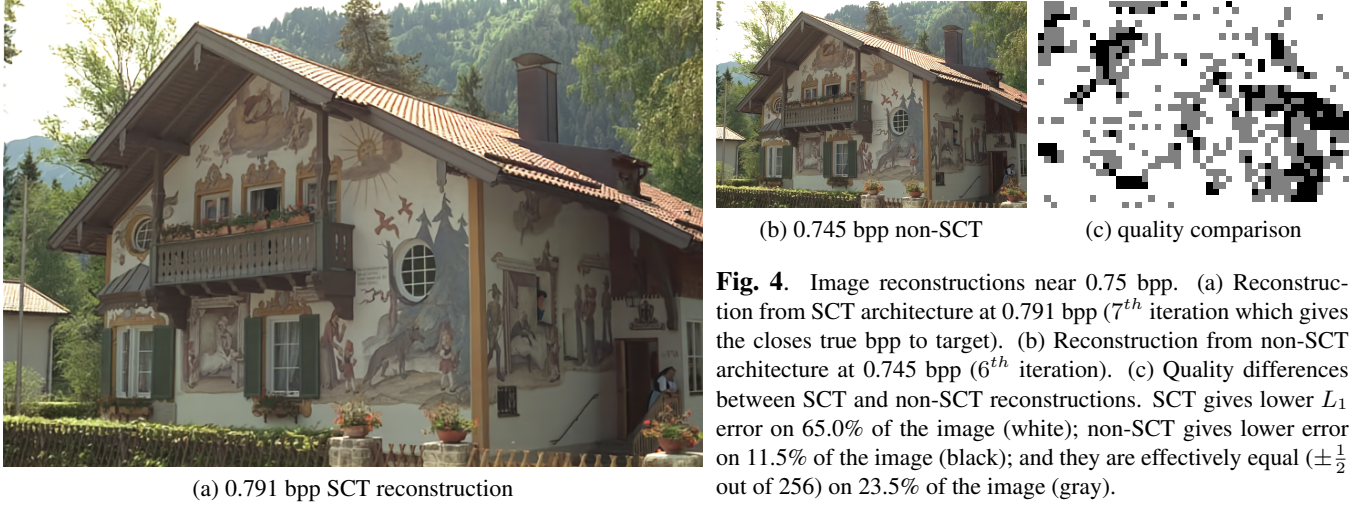 (a) 0.791 bpp SCT reconstruction
(b) 0.745 bpp non-SCT
(c) quality comparison
Fig. 4. Image reconstructions near 0.75 bpp. (a) Reconstruc-
tion from SCT architecture at 0.791 bpp (7th iteration which gives
the closes true bpp to target). (b) Reconstruction from non-SCT
architecture at 0.745 bpp (6th iteration). (c) Quality differences
between SCT and non-SCT reconstructions. SCT gives lower L1
error on 65.0% of the image (white); non-SCT gives lower error
on 11.5% of the image (black); and they are effectively equal (±1/2
out of 256) on 23.5% of the image (gray).